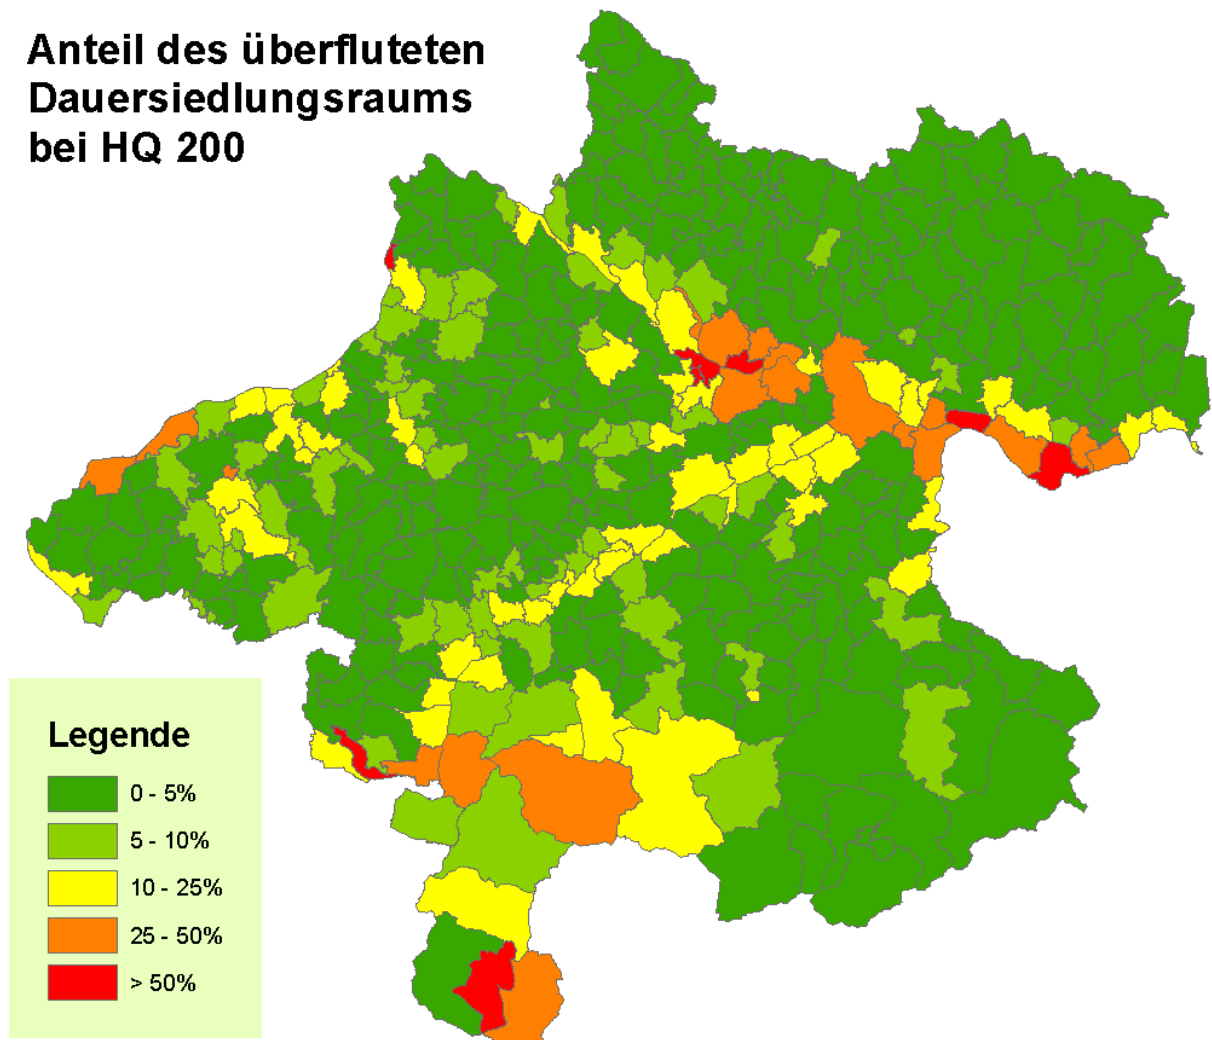 Anteil des überfluteten
Dauersiedlungsraums
bei HQ 200
Legende
0 - 5%
5 - 10%
10 - 25%
25 - 50%
> 50%